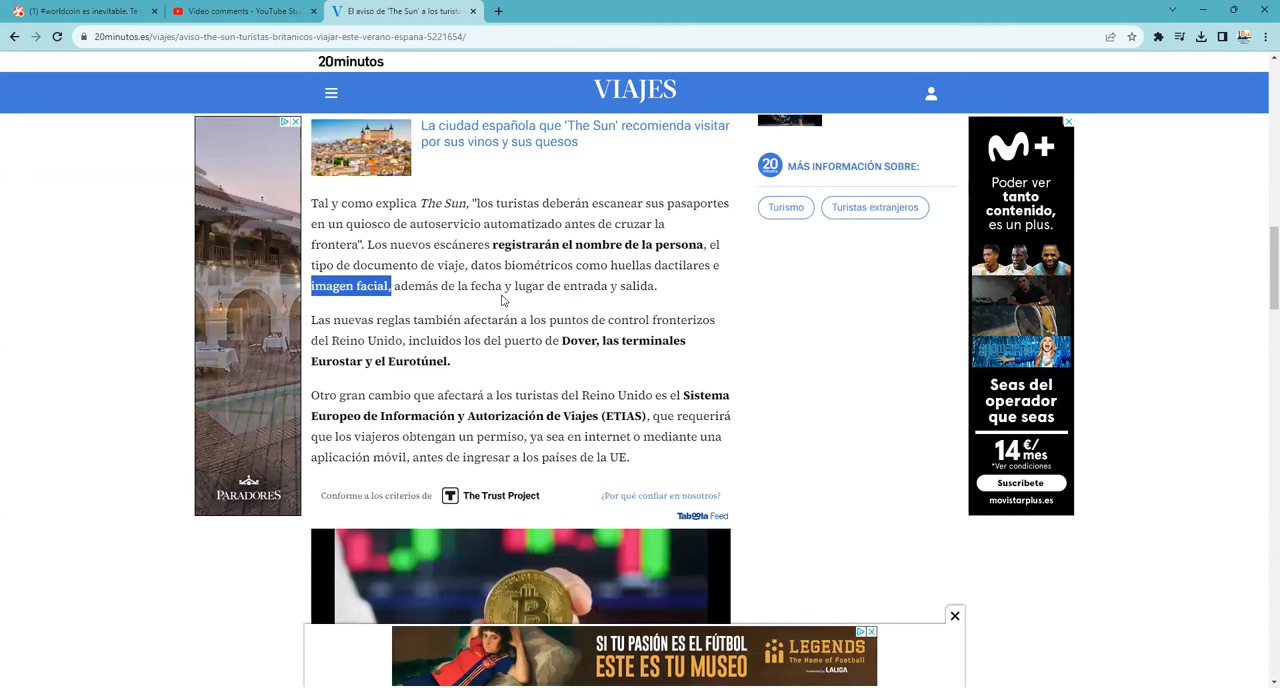 (1) #worldcoin es inevitable. Te
Video comments - YouTube Stu
El aviso de 'The Sun' a los turist
20minutos.es/viajes/aviso-the-sun-turistas-britanicos-viajar-este-verano-espana-5221654/
20minutos
VIAJES
La ciudad española que 'The Sun' recomienda visitar
por sus vinos y sus quesos
Tal y como explica The Sun, "los turistas deberán escanear sus pasaportes
en un quiosco de autoservicio automatizado antes de cruzar la
frontera". Los nuevos escáneres registrarán el nombre de la persona, el
tipo de documento de viaje, datos biométricos como huellas dactilares e
imagen facial, además de la fecha y lugar de entrada y salida.
Las nuevas reglas también afectarán a los puntos de control fronterizos
del Reino Unido, incluidos los del puerto de Dover, las terminales
Eurostar y el Eurotúnel.
Otro gran cambio que afectará a los turistas del Reino Unido es el Sistema
Europeo de Información y Autorización de Viajes (ETIAS), que requerirá
que los viajeros obtengan un permiso, ya sea en internet o mediante una
aplicación móvil, antes de ingresar a los países de la UE.
Conforme a los criterios de
The Trust Project
¿Por qué confiar en nosotros?
Taboola Feed
20
MÁS INFORMACIÓN SOBRE:
Turismo
Turistas extranjeros
PARADORES
M+
Poder ver
tanto
contenido,
es un plus.
Seas del
operador
que seas
14 €/
mes
*Ver condiciones
Suscríbete
movistarplus.es
SI TU PASIÓN ES EL FÚTBOL
ESTE ES TU MUSEO
LEGENDS
The Home of Football
Presented by LALIGA